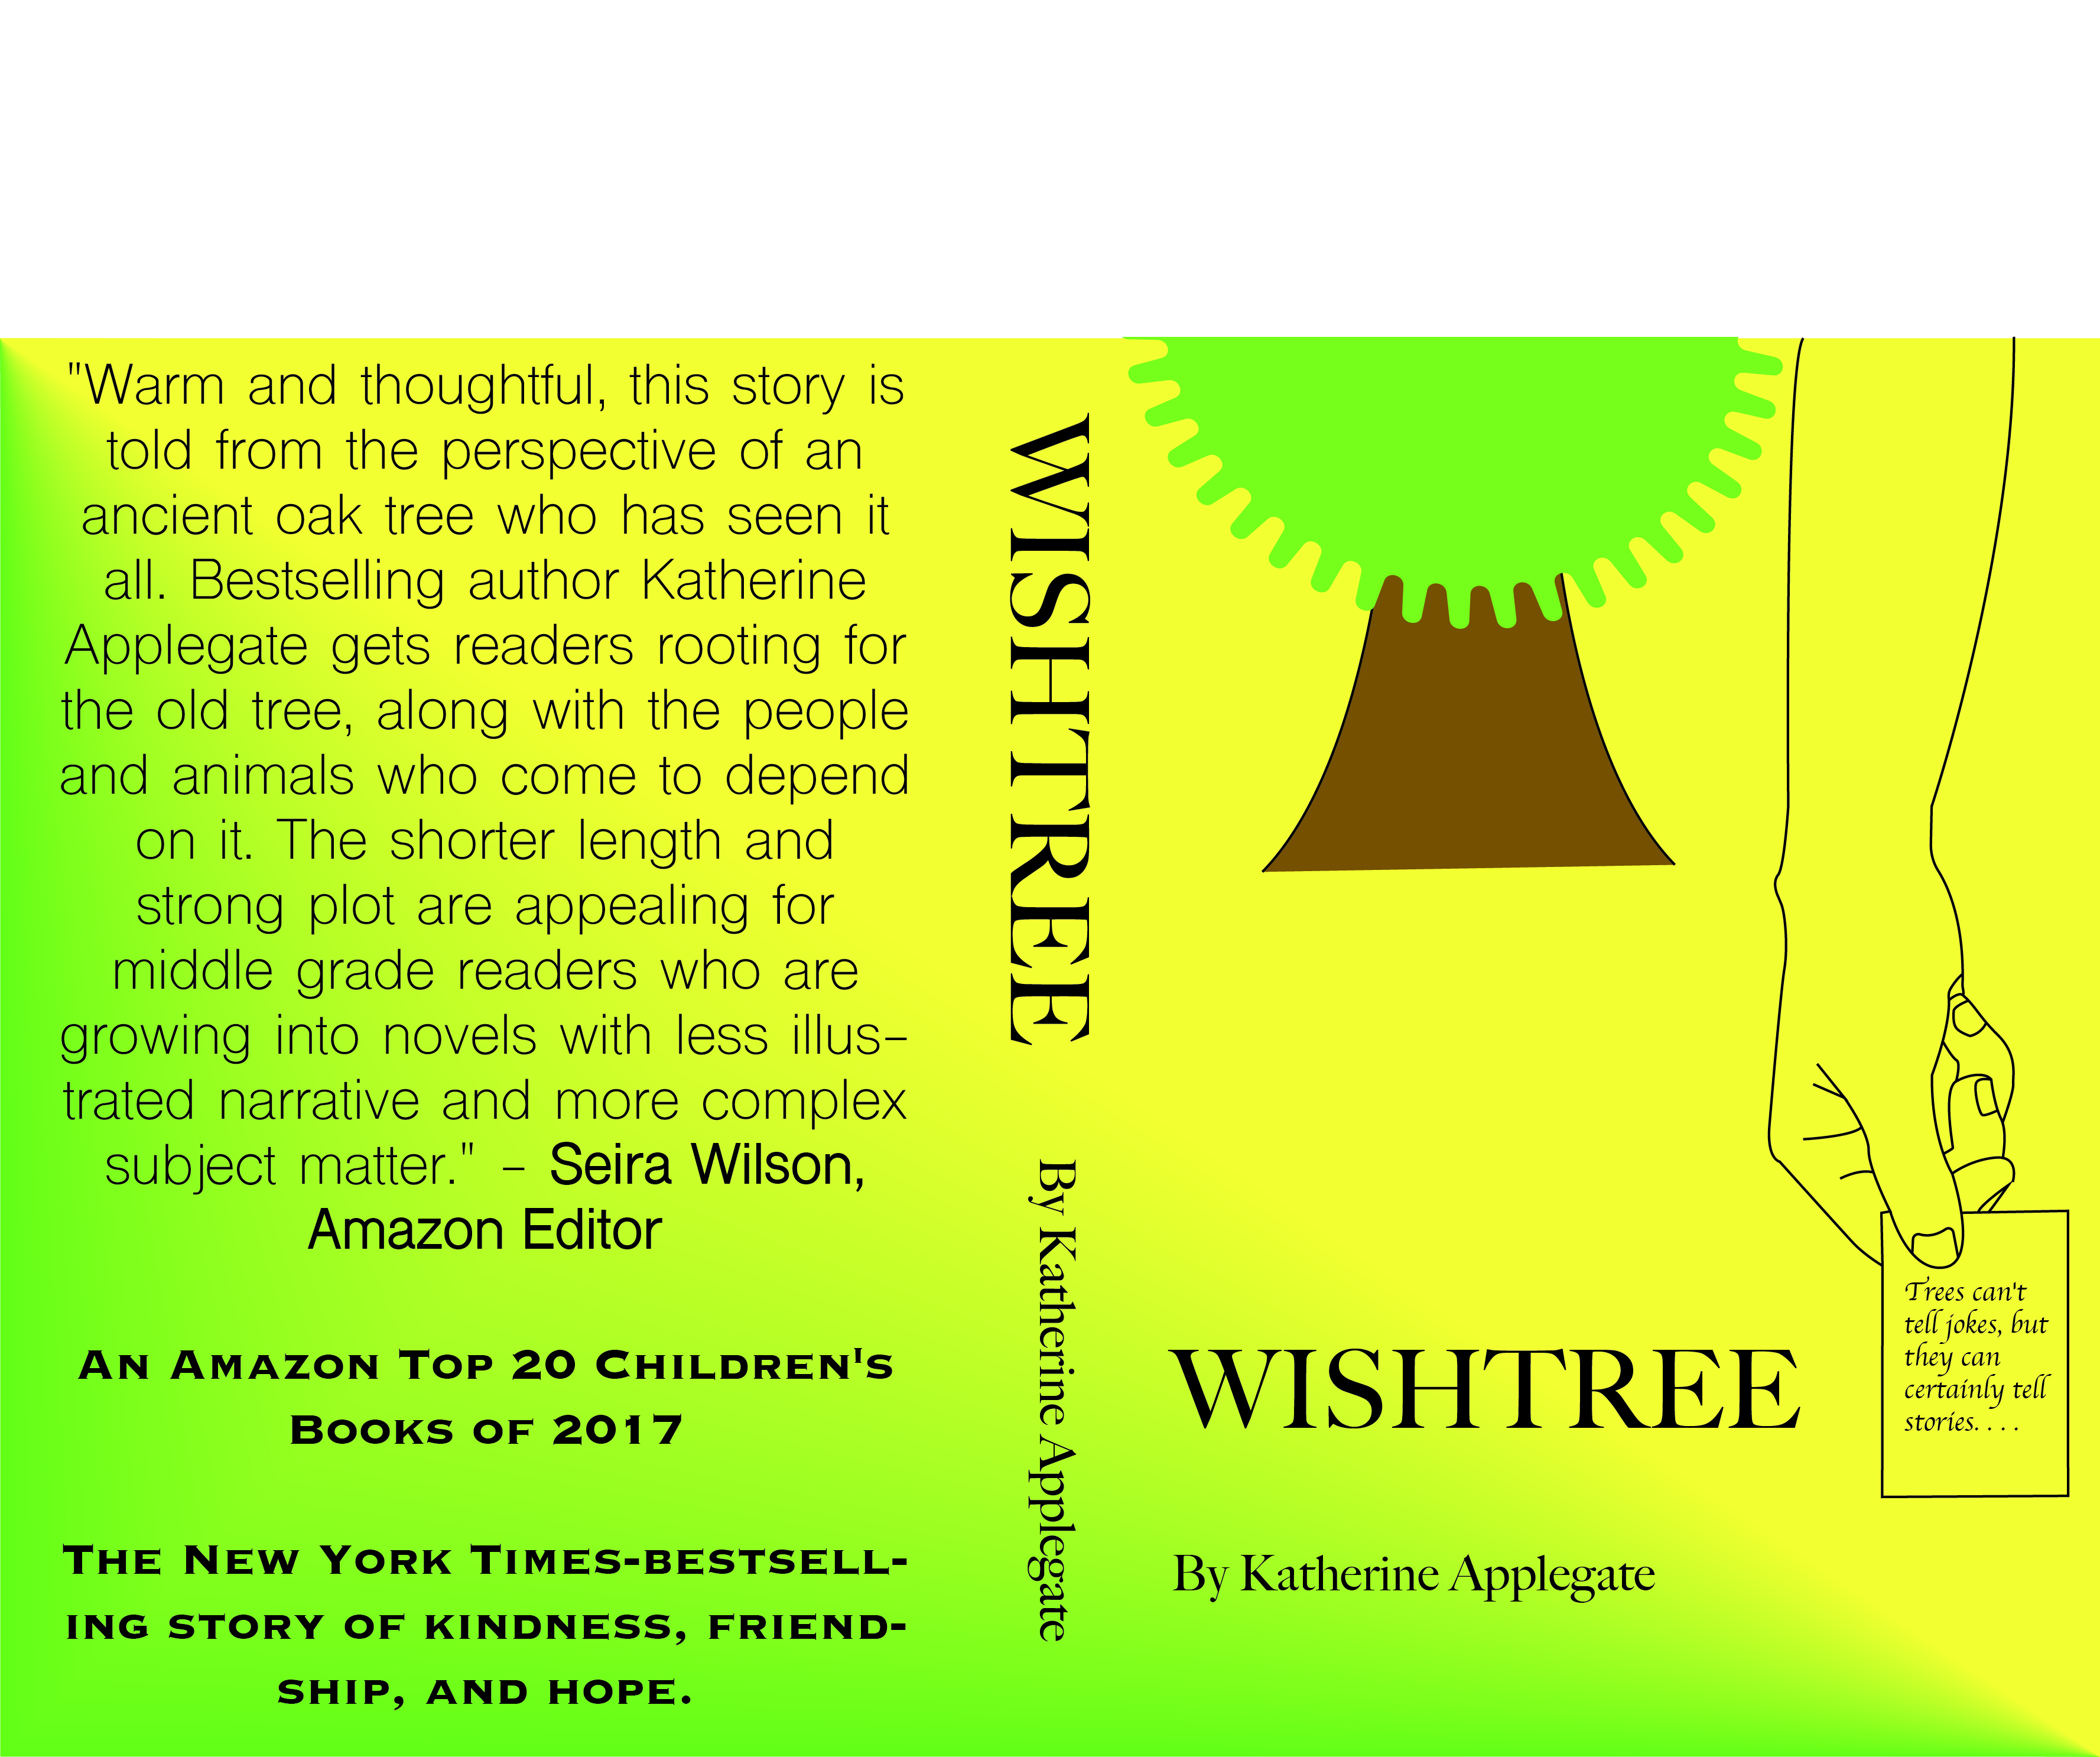 "Warm and thoughtful, this story is
told from the perspective of an
ancient oak tree who has seen it
all. Bestselling author Katherine
Applegate gets readers rooting for
the old tree, along with the people
and animals who come to depend
on it. The shorter length and
strong plot are appealing for
middle grade readers who are
growing into novels with less illus-
trated narrative and more complex
subject matter." - Seira Wilson,
Amazon Editor
An Amazon Top 20 Children's
Books of 2017
The New York Times-bestsell-
ing story of kindness, friend-
ship, and hope.
WISHTREE
By Katherine Applegate
WISHTREE
By Katherine Applegate
Trees can't
tell jokes, but
they can
certainly tell
stories. . . .